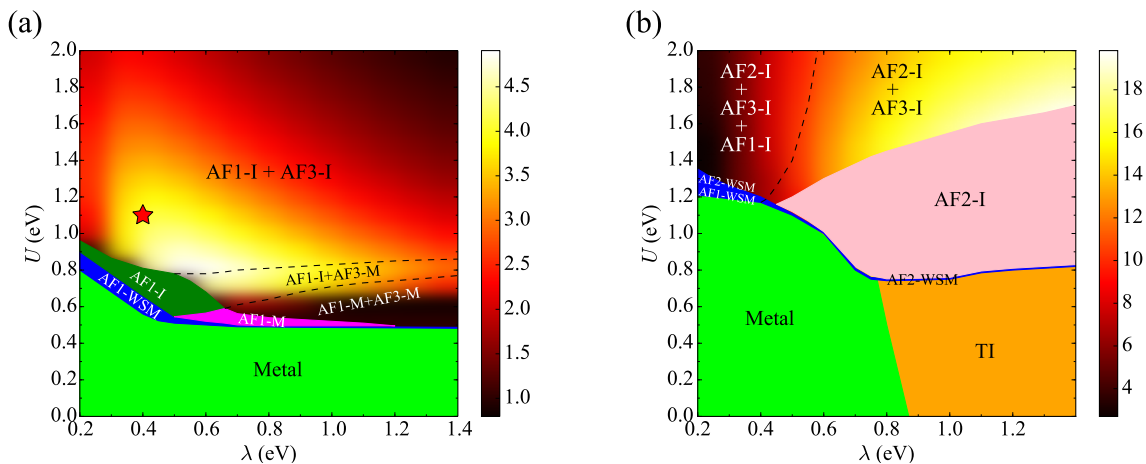 (a)
2.0
1.8
1.6
1.4
1.2
1.0
0.8
0.6
0.4
0.2
0.0
U (eV)
0.2
0.4
0.6
0.8
1.0
1.2
1.4
λ (eV)
AF1-I + AF3-I
AF1-I
AF1-WSM
AF1-I+AF3-M
AF1-M+AF3-M
AF1-M
Metal
4.5
4.0
3.5
3.0
2.5
2.0
1.5
1.0
(b)
2.0
1.8
1.6
1.4
1.2
1.0
0.8
0.6
0.4
0.2
0.0
U (eV)
0.2
0.4
0.6
0.8
1.0
1.2
λ (eV)
AF2-I
+
AF3-I
+
AF1-I
AF2-I
+
AF3-I
AF2-WSM
AF1-WSM
AF2-I
AF2-WSM
Metal
TI
18
16
14
12
10
8
6
4